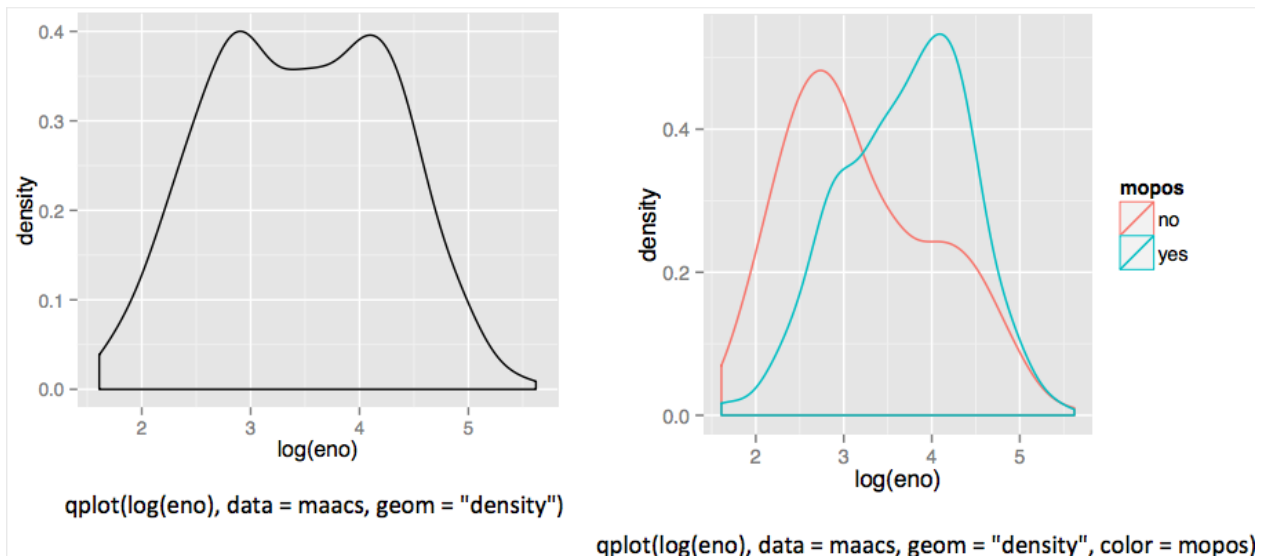 0.4
0.3
0.2
0.1
0.0
density
2 3 4 5
log(eno)
qplot(log(eno), data = maacs, geom = "density")
0.4
0.2
0.0
density
2 3 4 5
log(eno)
mopos
no
yes
qplot(log(eno), data = maacs, geom = "density", color = mopos)